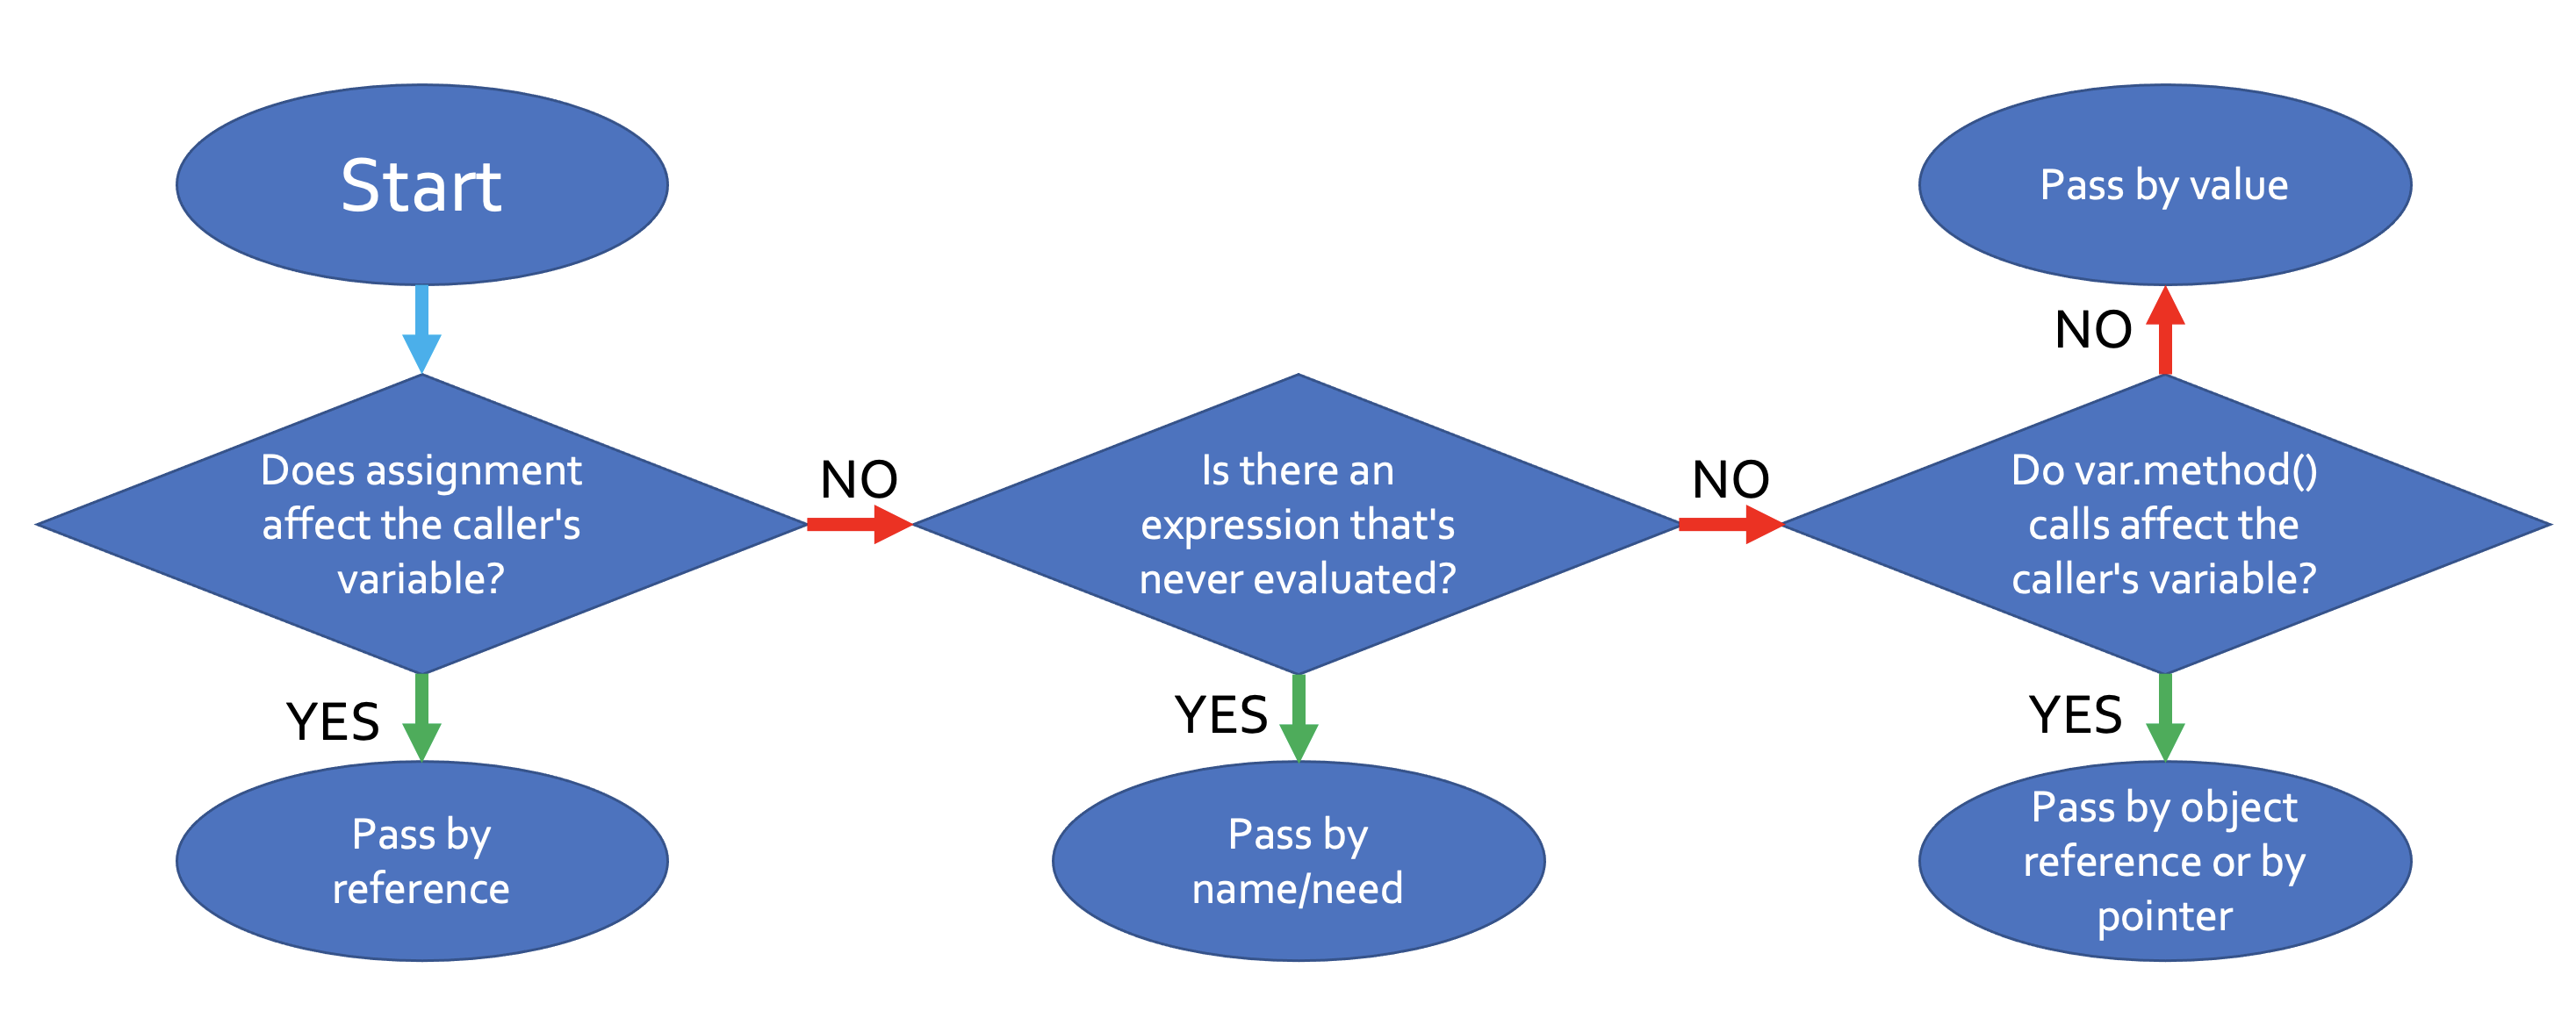 Start
Does assignment
affect the caller's
variable?
YES
Pass by
reference
NO
Is there an
expression that's
never evaluated?
YES
Pass by
name/need
NO
Do var.method()
calls affect the
caller's variable?
NO
Pass by value
YES
Pass by object
reference or by
pointer